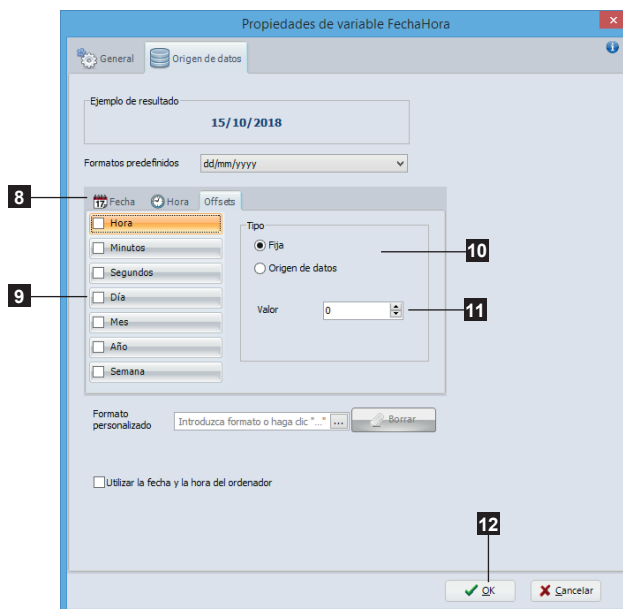 Propiedades de variable FechaHora
General Origen de datos
Ejemplo de resultado
15/10/2018
Formatos predefinidos dd/mm/yyyy
8 Fecha Hora Offsets
Hora Tipo
Minutos Fija 10
Segundos Origen de datos
9 Día Valor 0 11
Mes
Año
Semana
Formato
personalizado Introduzca formato o haga clic "..." ... Borrar
Utilizar la fecha y la hora del ordenador
12
OK Cancelar